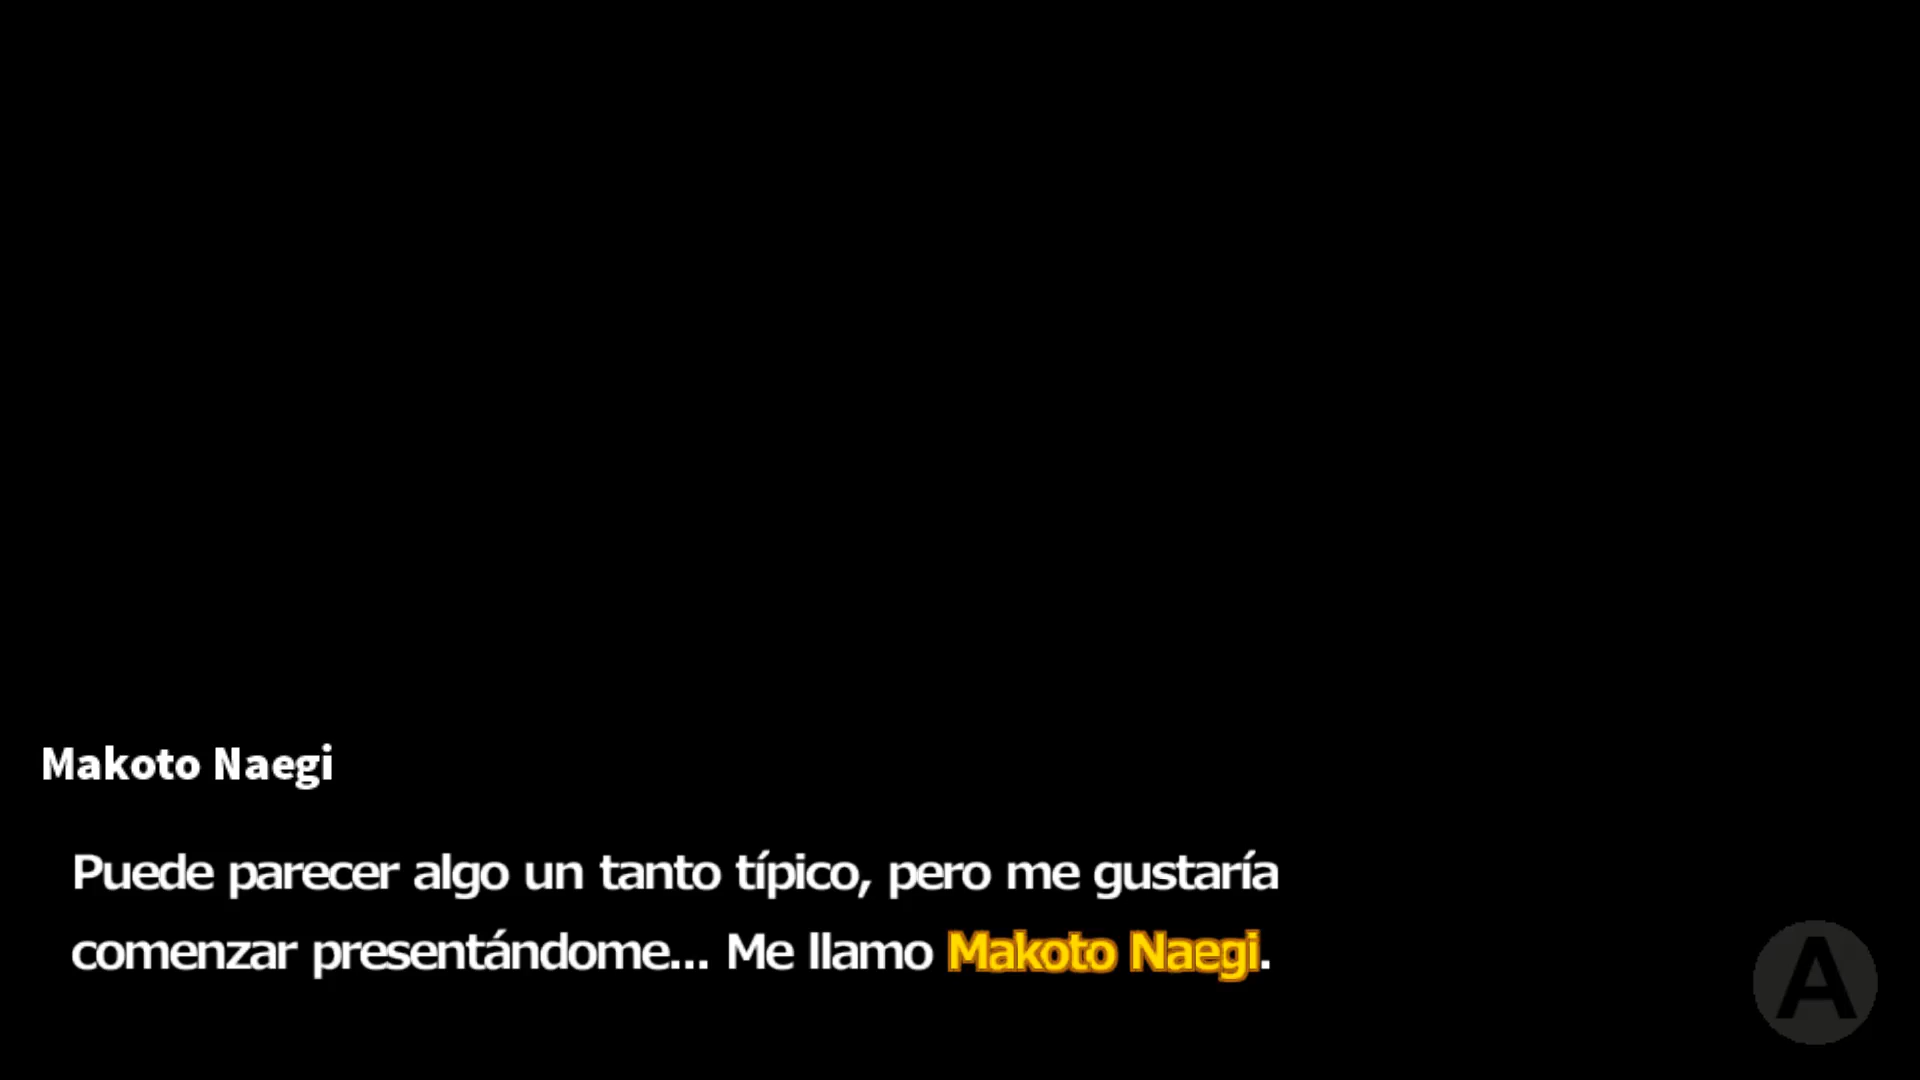 Makoto Naegi
Puede parecer algo un tanto típico, pero me gustaría
comenzar presentándome... Me llamo Makoto Naegi.
A